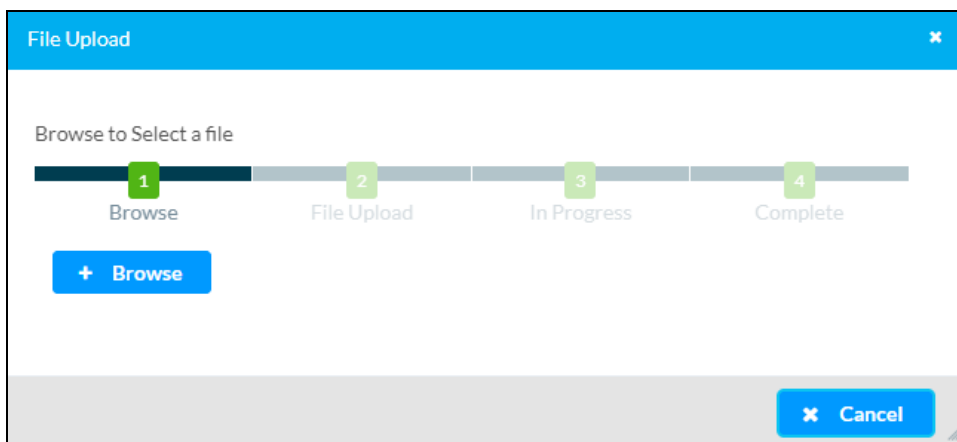 File Upload
Browse to Select a file
1 2 3 4
Browse File Upload In Progress Complete
+ Browse
Cancel